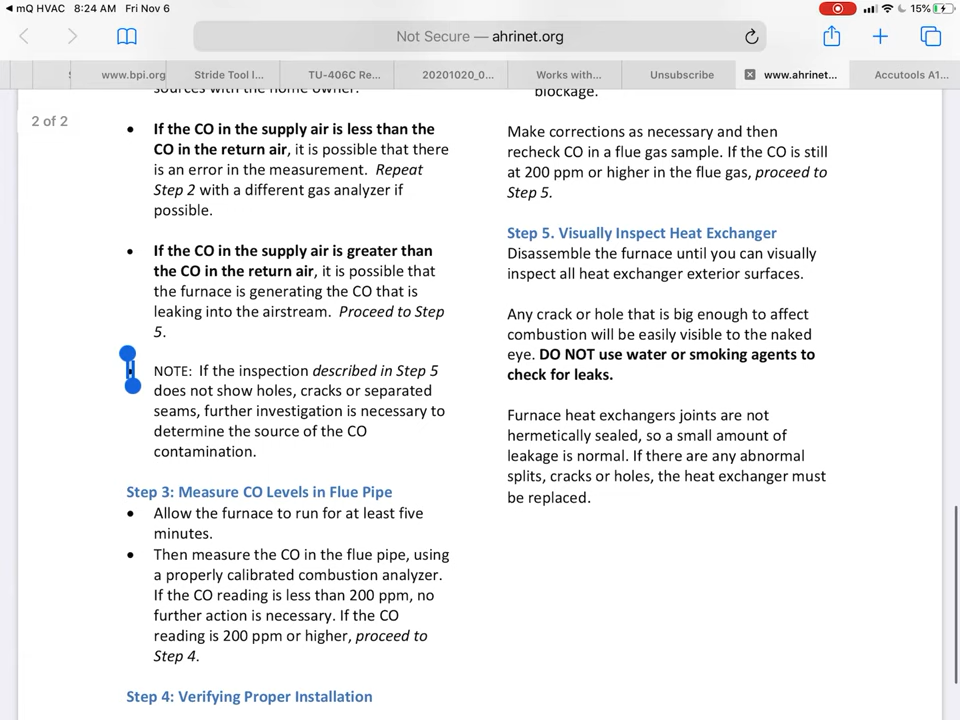 mQ HVAC 8:24 AM Fri Nov 6
15%
Not Secure — ahrinet.org
www.bpi.org
Stride Tool I...
TU-406C Re...
20201020_0...
Works with...
Unsubscribe
www.ahrinet...
Accutools A1...
2 of 2
sources with the home owner.
• If the CO in the supply air is less than the
CO in the return air, it is possible that there
is an error in the measurement. Repeat
Step 2 with a different gas analyzer if
possible.
• If the CO in the supply air is greater than
the CO in the return air, it is possible that
the furnace is generating the CO that is
leaking into the airstream. Proceed to Step
5.
NOTE: If the inspection described in Step 5
does not show holes, cracks or separated
seams, further investigation is necessary to
determine the source of the CO
contamination.
Step 3: Measure CO Levels in Flue Pipe
• Allow the furnace to run for at least five
minutes.
• Then measure the CO in the flue pipe, using
a properly calibrated combustion analyzer.
If the CO reading is less than 200 ppm, no
further action is necessary. If the CO
reading is 200 ppm or higher, proceed to
Step 4.
Step 4: Verifying Proper Installation
blockage.
Make corrections as necessary and then
recheck CO in a flue gas sample. If the CO is still
at 200 ppm or higher in the flue gas, proceed to
Step 5.
Step 5. Visually Inspect Heat Exchanger
Disassemble the furnace until you can visually
inspect all heat exchanger exterior surfaces.
Any crack or hole that is big enough to affect
combustion will be easily visible to the naked
eye. DO NOT use water or smoking agents to
check for leaks.
Furnace heat exchangers joints are not
hermetically sealed, so a small amount of
leakage is normal. If there are any abnormal
splits, cracks or holes, the heat exchanger must
be replaced.